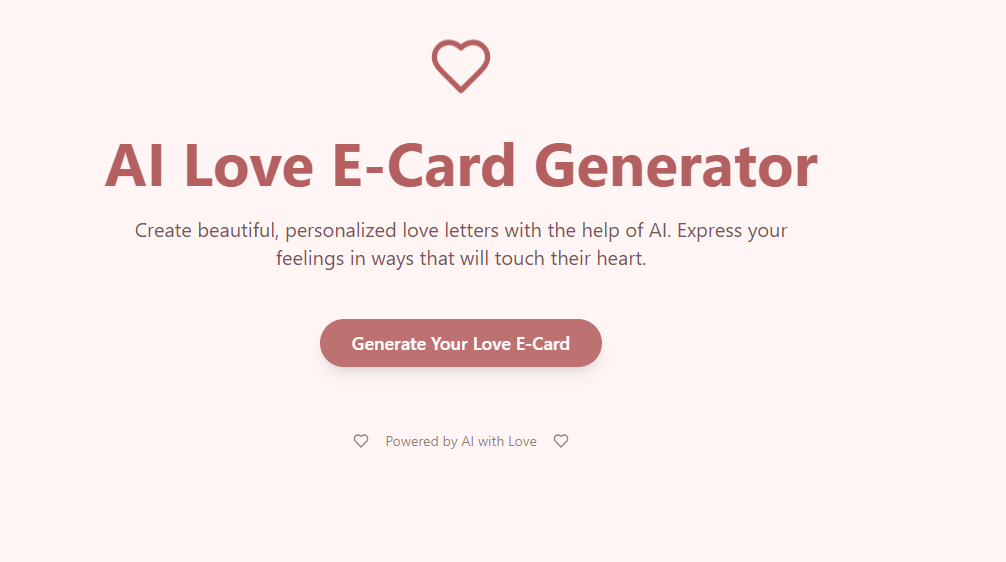 AI Love E-Card Generator
Create beautiful, personalized love letters with the help of AI. Express your
feelings in ways that will touch their heart.
Generate Your Love E-Card
Powered by AI with Love